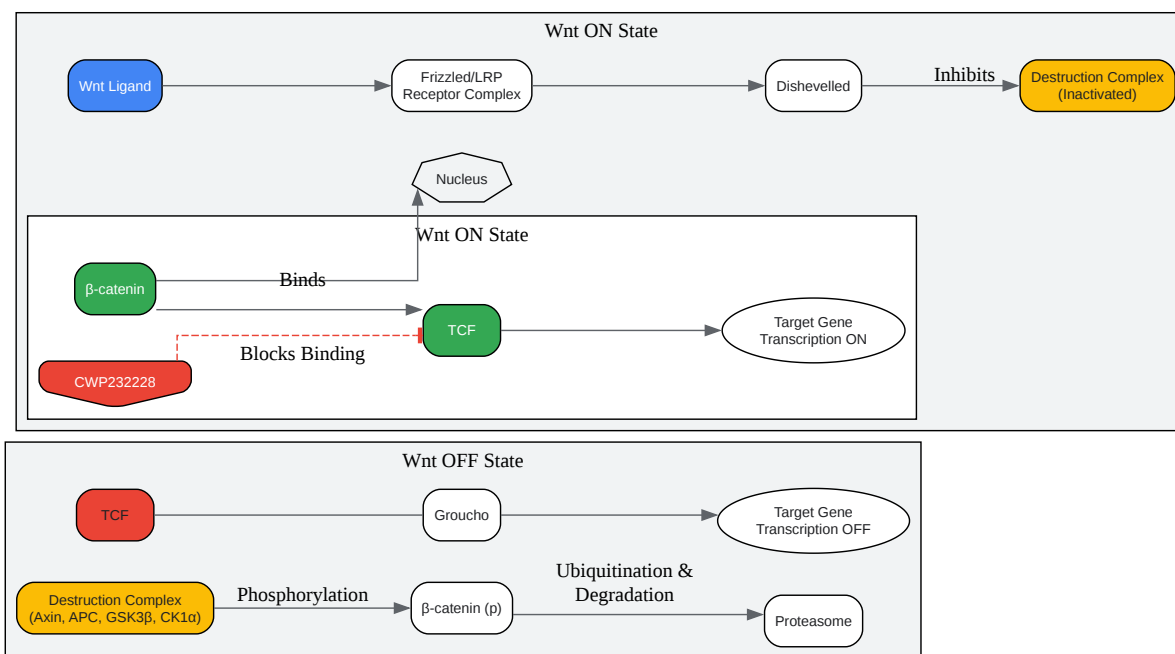 Wnt ON State
Wnt Ligand
Frizzled/LRP
Receptor Complex
Dishevelled
Inhibits
Destruction Complex
(Inactivated)
Nucleus
Wnt ON State
β-catenin
Binds
TCF
Target Gene
Transcription ON
Blocks Binding
CWP232228
Wnt OFF State
TCF
Groucho
Target Gene
Transcription OFF
Destruction Complex
(Axin, APC, GSK3β, CK1α)
Phosphorylation
β-catenin (p)
Ubiquitination &
Degradation
Proteasome